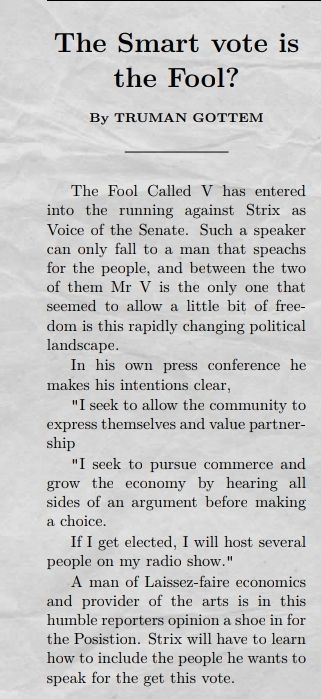 The Smart vote is
the Fool?
By TRUMAN GOTTEM
The Fool Called V has entered
into the running against Strix as
Voice of the Senate. Such a speaker
can only fall to a man that speachs
for the people, and between the two
of them Mr V is the only one that
seemed to allow a little bit of free-
dom is this rapidly changing political
landscape.
In his own press conference he
makes his intentions clear,
"I seek to allow the community to
express themselves and value partner-
ship
"I seek to pursue commerce and
grow the economy by hearing all
sides of an argument before making
a choice.
If I get elected, I will host several
people on my radio show."
A man of Laissez-faire economics
and provider of the arts is in this
humble reporters opinion a shoe in for
the Posistion. Strix will have to learn
how to include the people he wants to
speak for the get this vote.